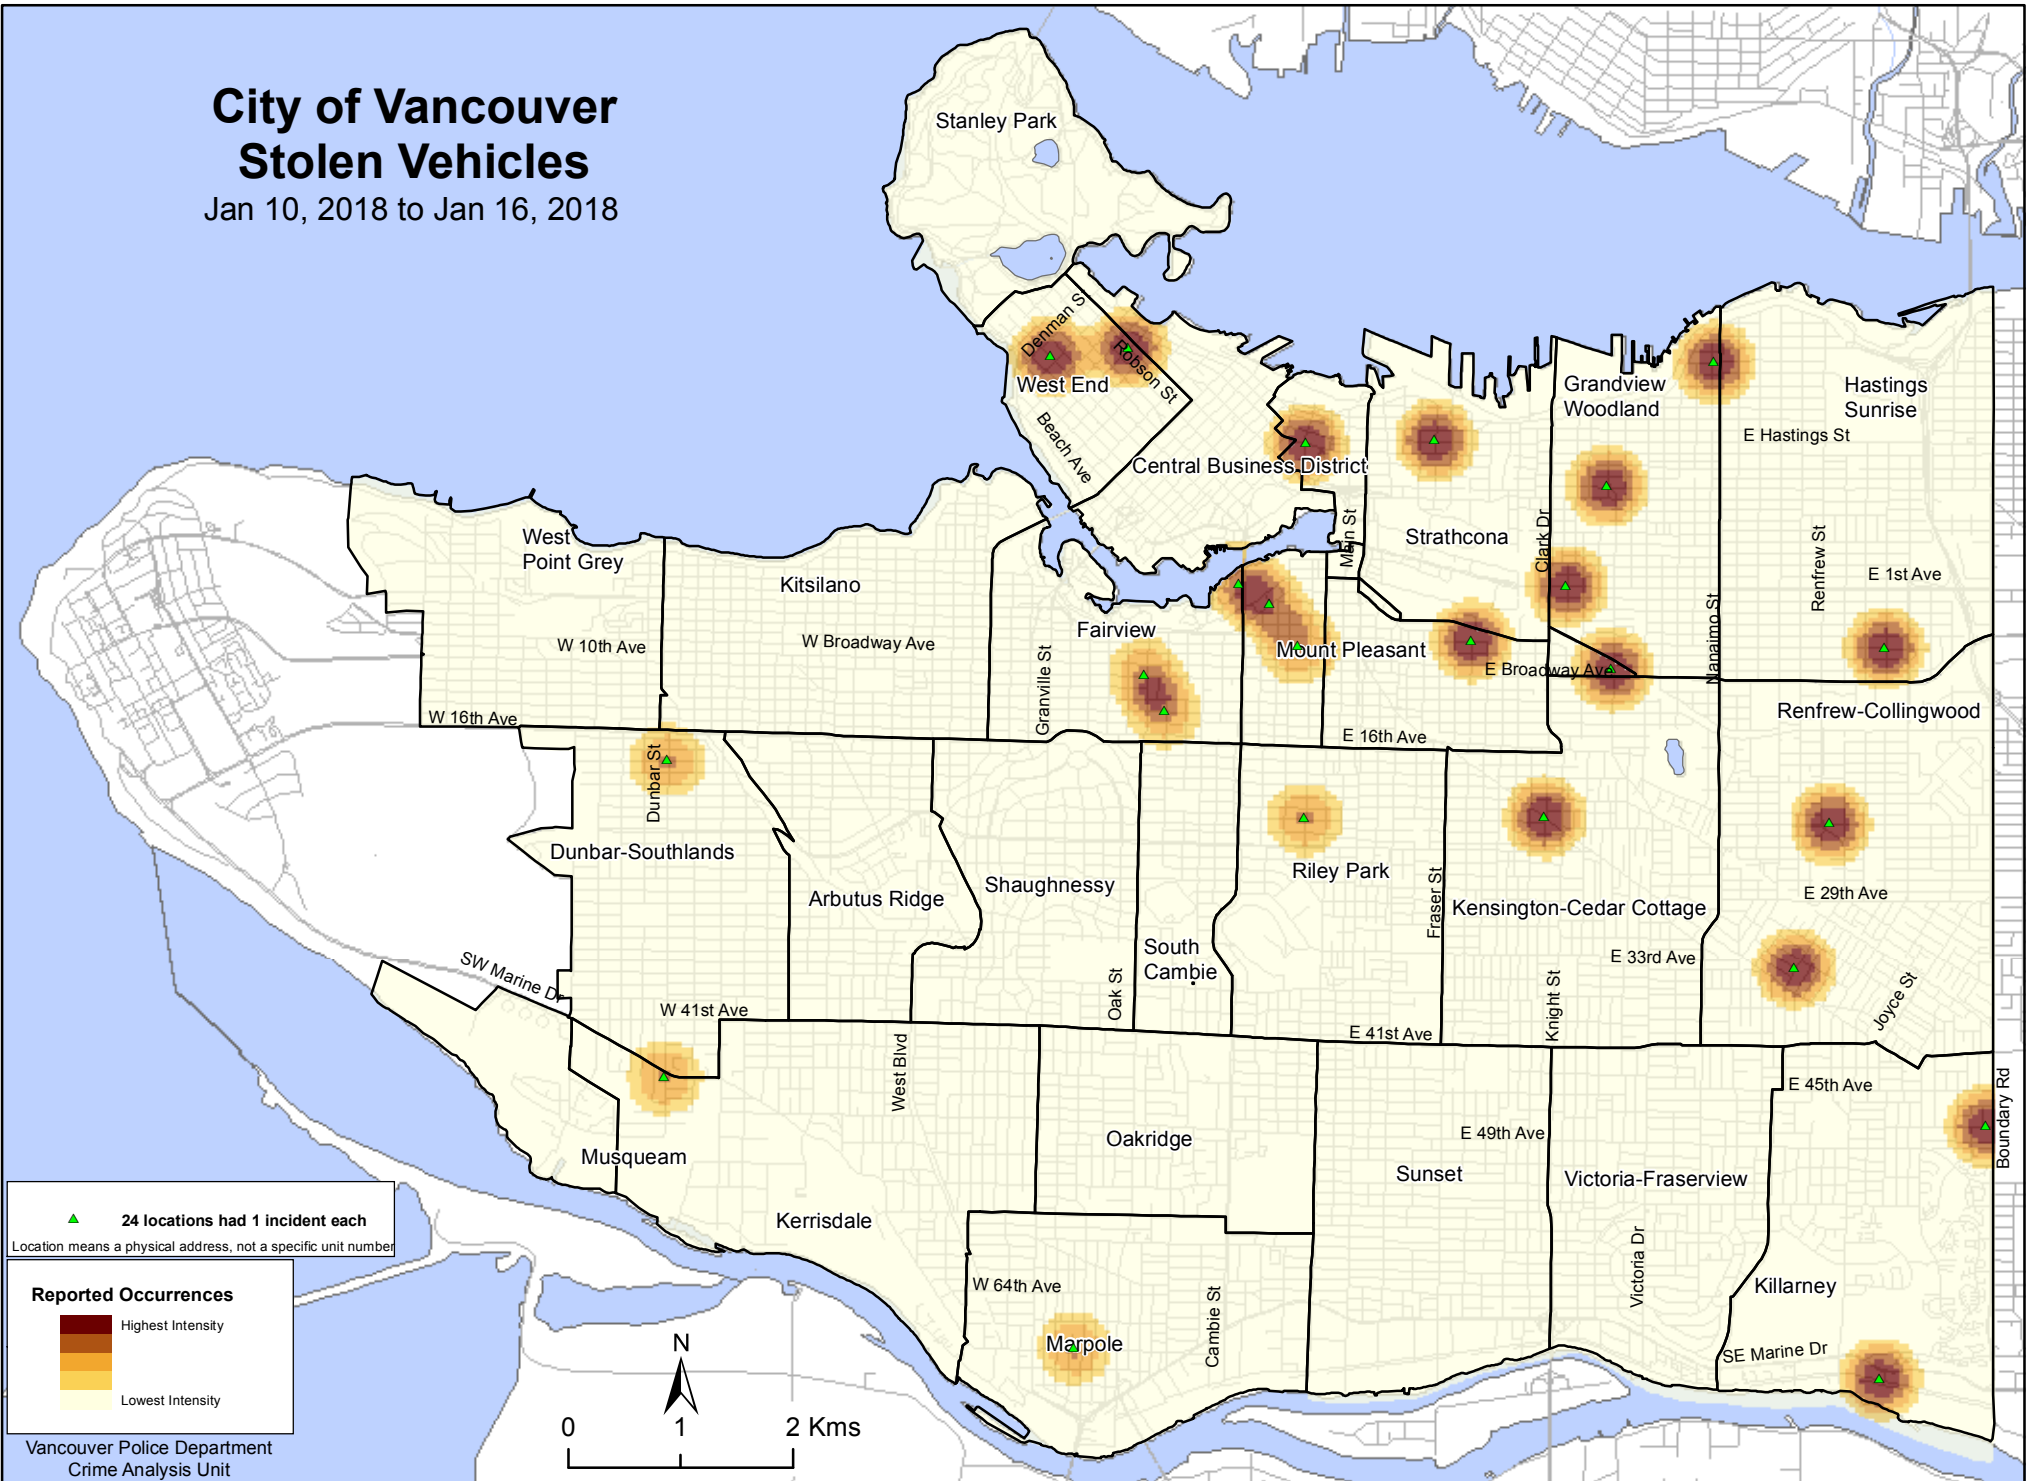 City of Vancouver
Stolen Vehicles
Jan 10, 2018 to Jan 16, 2018
Stanley Park
Denman St
Robson St
West End
Beach Ave
Central Business District
Grandview
Woodland
Hastings
Sunrise
E Hastings St
Main St
Strathcona
Clark Dr
Renfrew St
E 1st Ave
Nanaimo St
West
Point Grey
Kitsilano
W 10th Ave
W Broadway Ave
Fairview
Granville St
Mount Pleasant
E Broadway Ave
W 16th Ave
E 16th Ave
Renfrew-Collingwood
Dunbar St
Dunbar-Southlands
Arbutus Ridge
Shaughnessy
Riley Park
Fraser St
Kensington-Cedar Cottage
E 29th Ave
South
Cambie
Oak St
E 33rd Ave
Knight St
Joyce St
SW Marine Dr
W 41st Ave
E 41st Ave
West Blvd
E 45th Ave
Boundary Rd
Oakridge
E 49th Ave
Musqueam
Sunset
Victoria-Fraserview
Kerrisdale
Victoria Dr
W 64th Ave
Cambie St
Killarney
Marpole
SE Marine Dr
24 locations had 1 incident each
Location means a physical address, not a specific unit number
Reported Occurrences
Highest Intensity
Lowest Intensity
N
0 1 2 Kms
Vancouver Police Department
Crime Analysis Unit